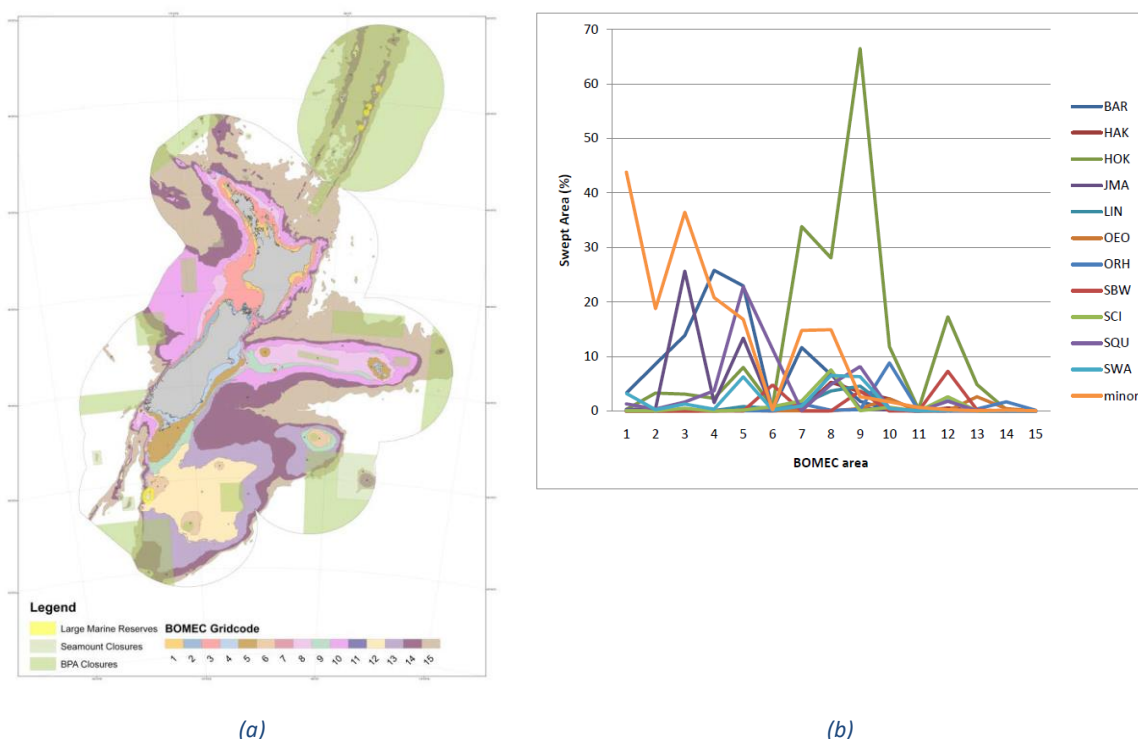 Legend
Large Marine Reserves
Seamount Closures
BPA Closures
BOMEC Gridcode
1 2 3 4 5 6 7 8 9 10 11 12 13 14 15
(a)
70
60
50
40
30
20
10
0
Swept Area (%)
1 2 3 4 5 6 7 8 9 10 11 12 13 14 15
BOMEC area
BAR
HAK
HOK
JMA
LIN
OEO
ORH
SBW
SCI
SQU
SWA
minor
(b)